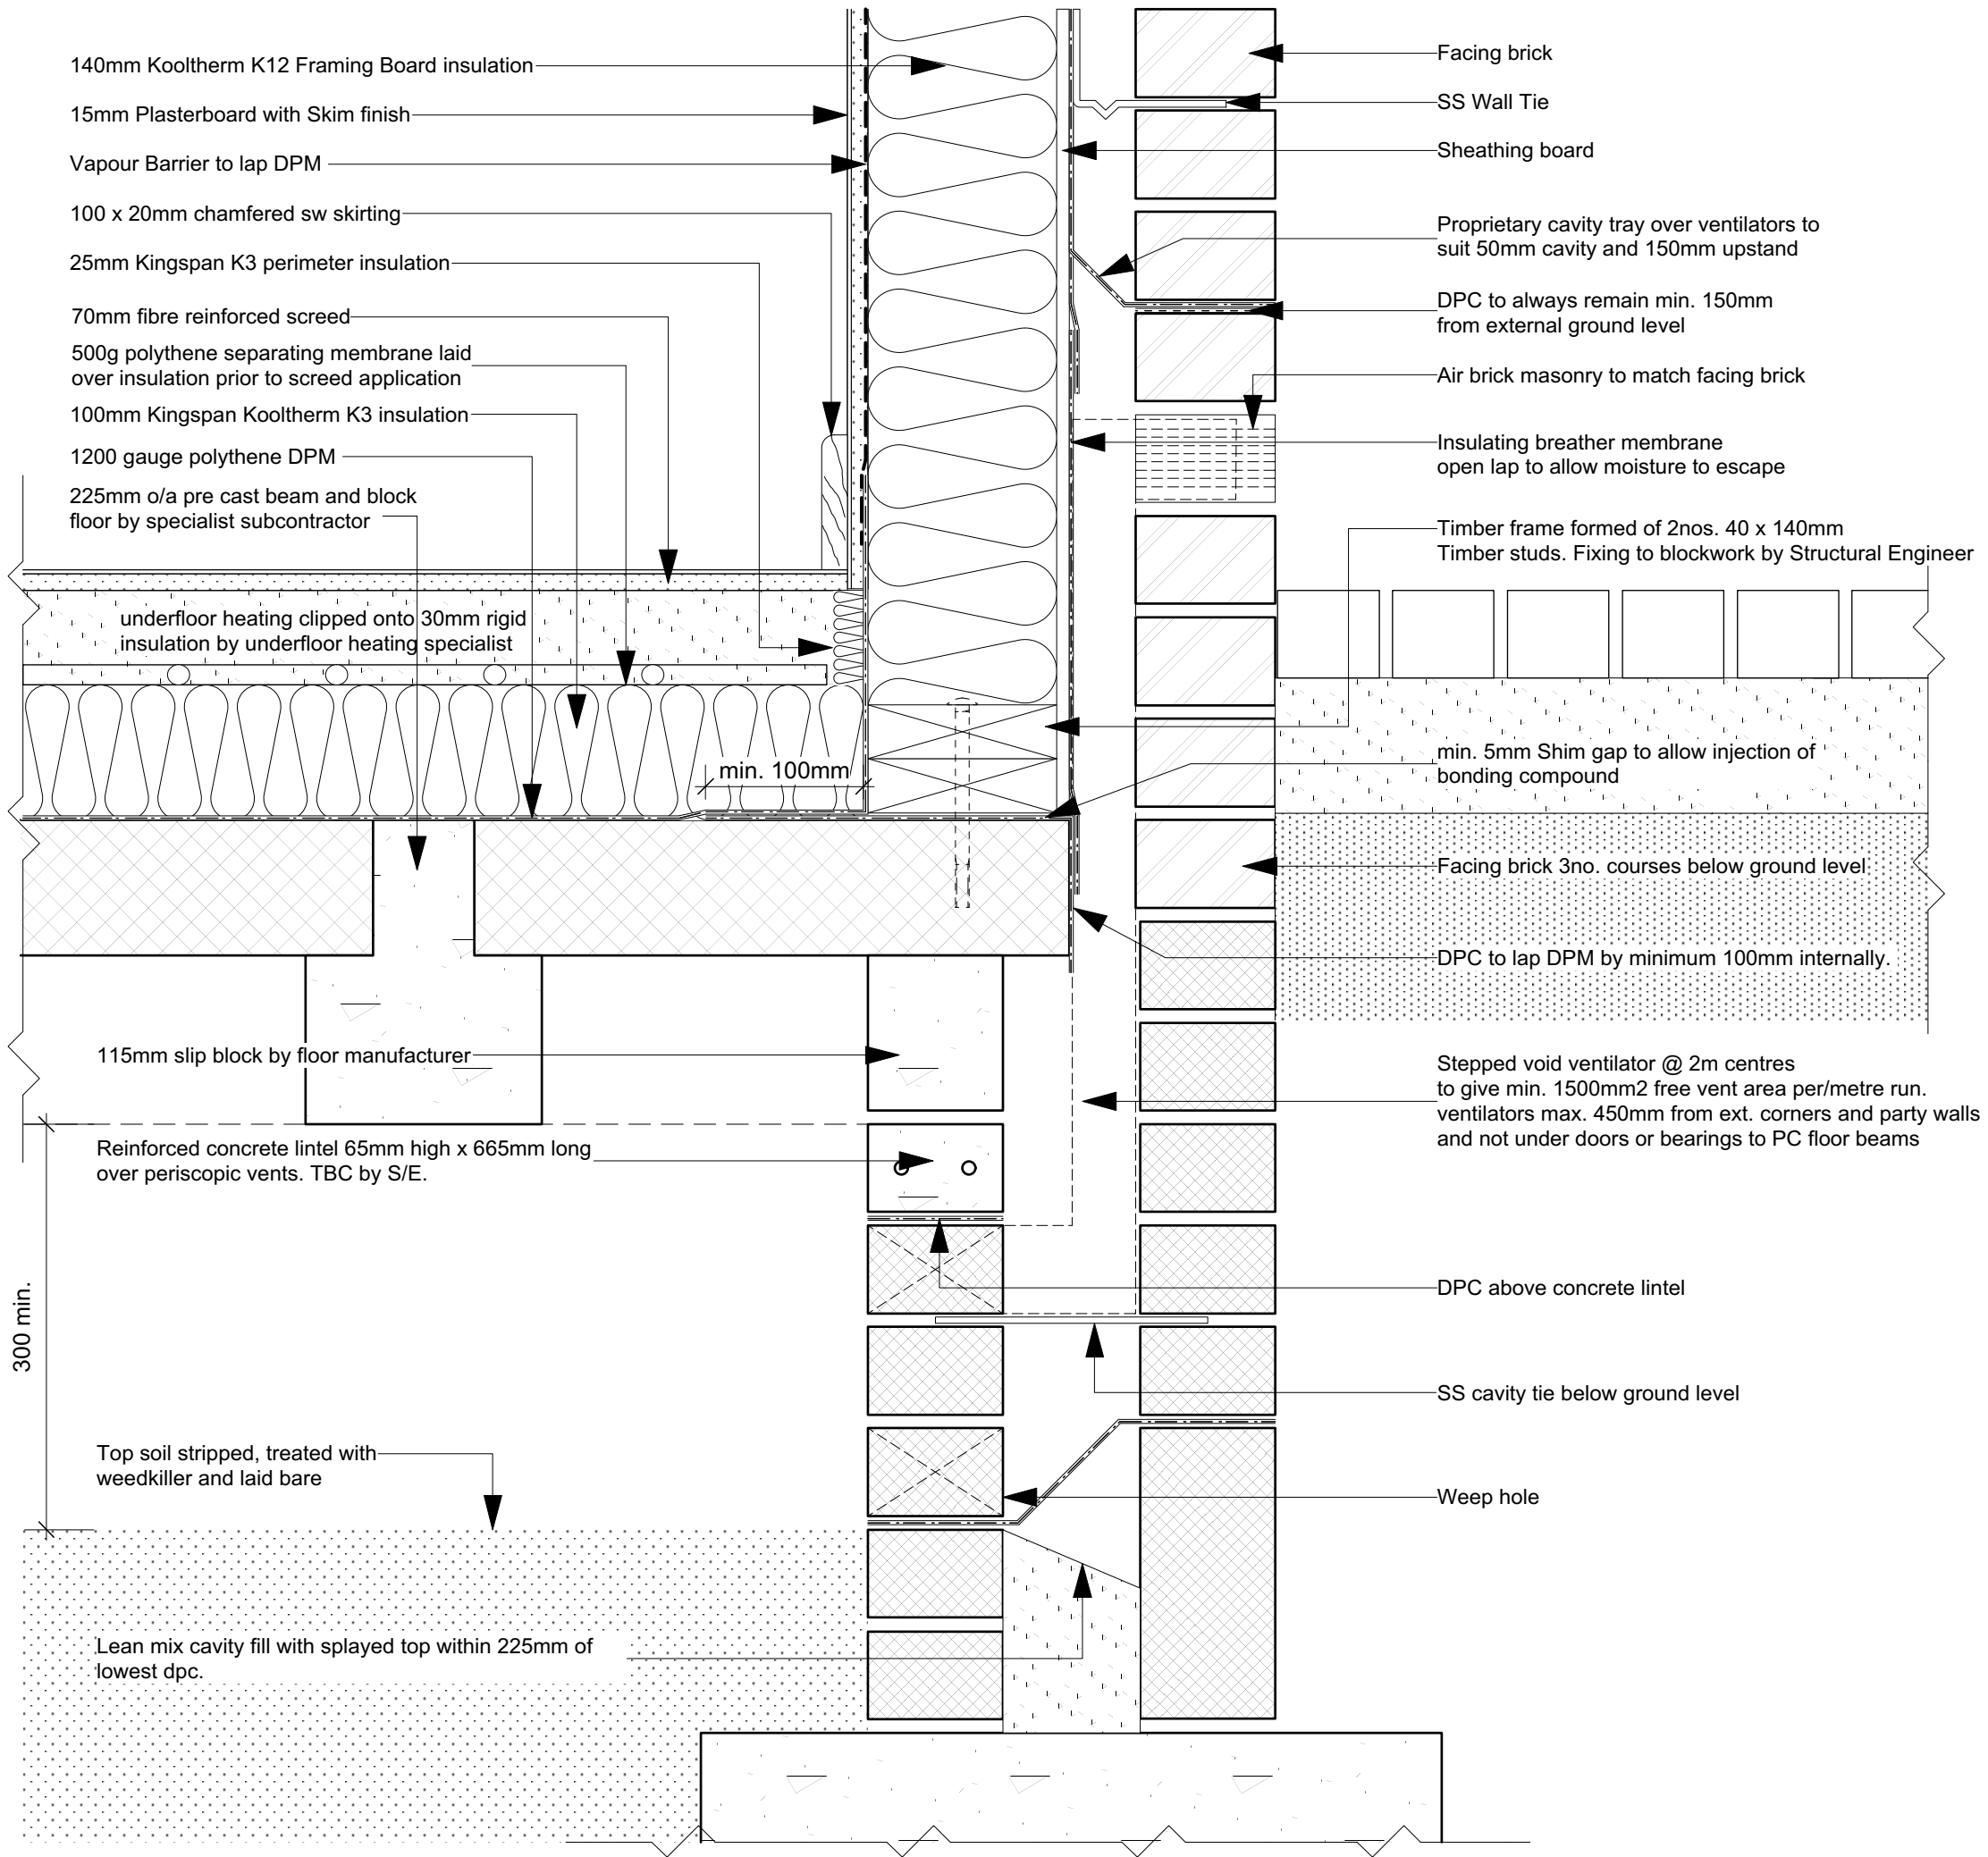 140mm Kooltherm K12 Framing Board insulation
15mm Plasterboard with Skim finish
Vapour Barrier to lap DPM
100 x 20mm chamfered sw skirting
25mm Kingspan K3 perimeter insulation
70mm fibre reinforced screed
500g polythene separating membrane laid
over insulation prior to screed application
100mm Kingspan Kooltherm K3 insulation
1200 gauge polythene DPM
225mm o/a pre cast beam and block
floor by specialist subcontractor
underfloor heating clipped onto 30mm rigid
insulation by underfloor heating specialist
min. 100mm
115mm slip block by floor manufacturer
Reinforced concrete lintel 65mm high x 665mm long
over periscopic vents. TBC by S/E.
300 min.
Top soil stripped, treated with
weedkiller and laid bare
Lean mix cavity fill with splayed top within 225mm of
lowest dpc.
Facing brick
SS Wall Tie
Sheathing board
Proprietary cavity tray over ventilators to
suit 50mm cavity and 150mm upstand
DPC to always remain min. 150mm
from external ground level
Air brick masonry to match facing brick
Insulating breather membrane
open lap to allow moisture to escape
Timber frame formed of 2nos. 40 x 140mm
Timber studs. Fixing to blockwork by Structural Engineer
min. 5mm Shim gap to allow injection of
bonding compound
Facing brick 3no. courses below ground level
DPC to lap DPM by minimum 100mm internally.
Stepped void ventilator @ 2m centres
to give min. 1500mm2 free vent area per/metre run.
ventilators max. 450mm from ext. corners and party walls
and not under doors or bearings to PC floor beams
DPC above concrete lintel
SS cavity tie below ground level
Weep hole